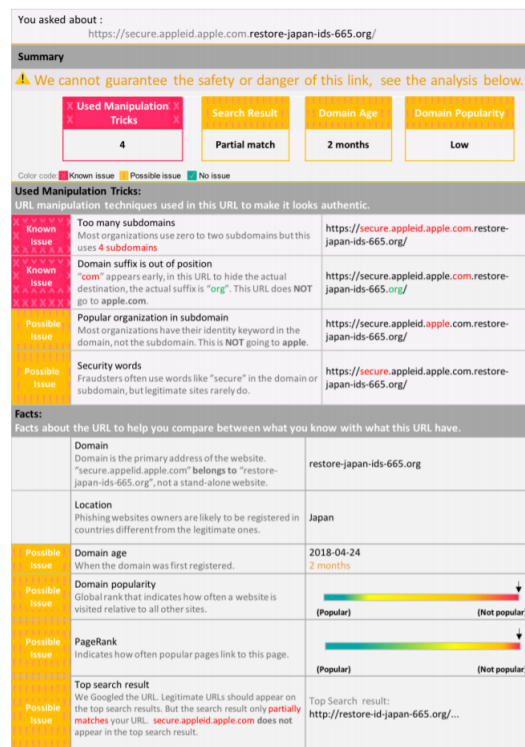 You asked about :
https://secure.appleid.apple.com.restore-japan-ids-665.org/
Summary
We cannot guarantee the safety or danger of this link, see the analysis below.
Used Manipulation Tricks
Search Result
Domain Age
Domain Popularity
4
Partial match
2 months
Low
Color code: Known issue Possible issue No issue
Used Manipulation Tricks:
URL manipulation techniques used in this URL to make it looks authentic.
Known Issue
Too many subdomains
Most organizations use zero to two subdomains but this
uses 4 subdomains
https://secure.appleid.apple.com.restore-
japan-ids-665.org/
Known Issue
Domain suffix is out of position
"com" appears early, in this URL to hide the actual
destination, the actual suffix is "org". This URL does NOT
go to apple.com.
https://secure.appleid.apple.com.restore-
japan-ids-665.org/
Possible Issue
Popular organization in subdomain
Most organizations have their identity keyword in the
domain, not the subdomain. This is NOT going to apple.
https://secure.appleid.apple.com.restore-
japan-ids-665.org/
Possible Issue
Security words
Fraudsters often use words like "secure" in the domain or
subdomain, but legitimate sites rarely do.
https://secure.appleid.apple.com.restore-
japan-ids-665.org/
Facts:
Facts about the URL to help you compare between what you know with what this URL have.
Domain
Domain is the primary address of the website.
"secure.appelid.apple.com" belongs to "restore-
japan-ids-665.org", not a stand-alone website.
restore-japan-ids-665.org
Location
Phishing websites owners are likely to be registered in
countries different from the legitimate ones.
Japan
Possible Issue
Domain age
When the domain was first registered.
2018-04-24
2 months
Possible Issue
Domain popularity
Global rank that indicates how often a website is
visited relative to all other sites.
(Popular)
(Not popular
Possible Issue
PageRank
Indicates how often popular pages link to this page.
(Popular)
(Not popular
Possible Issue
Top search result
We Googled the URL. Legitimate URLs should appear on
the top search results. But the search result only partially
matches your URL. secure.appleid.apple.com does not
appear in the top search result.
Top Search result:
http://restore-id-japan-665.org/...